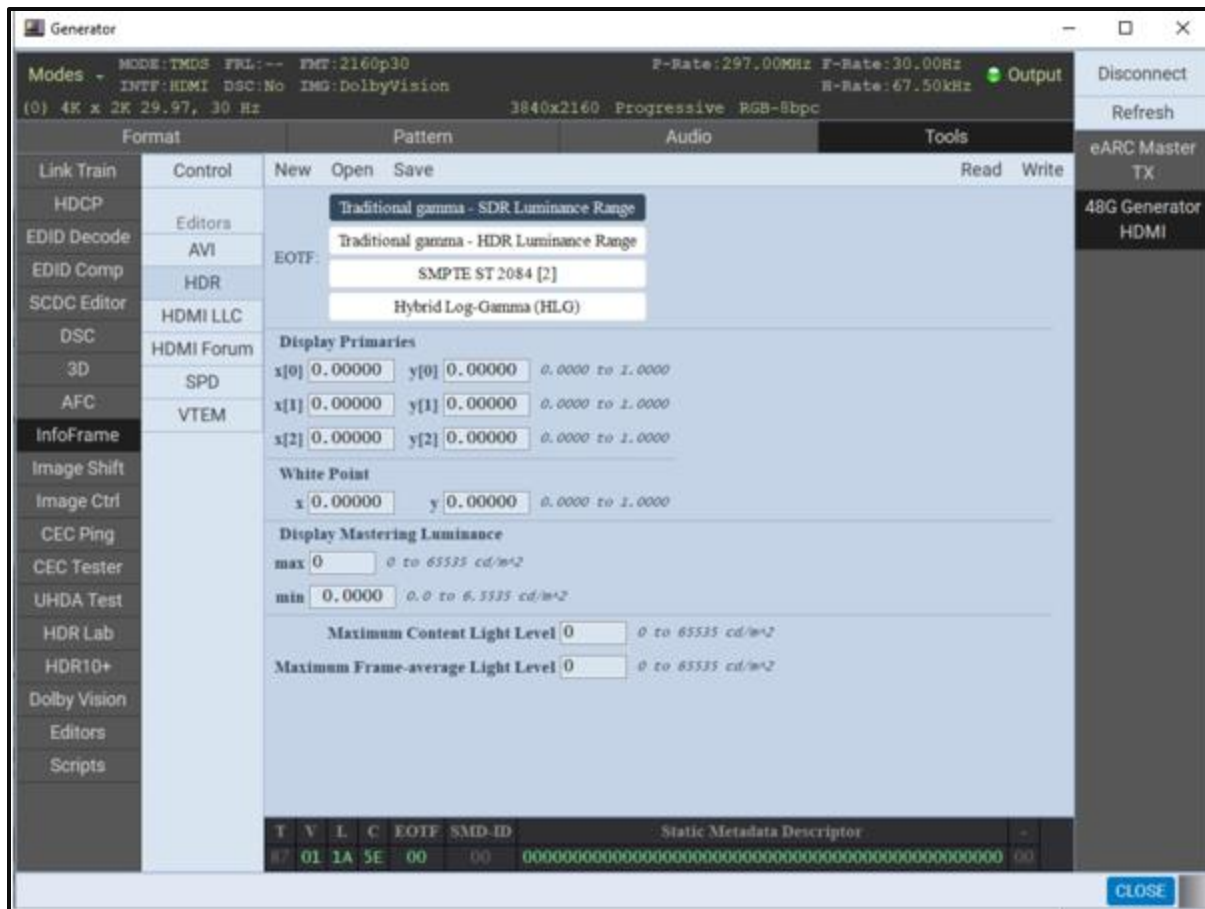 Generator
Modes MODE:TMDS FRL:-- FMT:2160p30 P-Rate:297.00MHz F-Rate:30.00Hz
INTF:HDMI DSC:No IMG:DolbyVision H-Rate:67.50kHz Output
(0) 4K x 2K 29.97, 30 Hz 3840x2160 Progressive RGB-8bpc
Disconnect
Refresh
eARC Master
TX
48G Generator
HDMI
Format Pattern Audio Tools
Link Train
HDCP
EDID Decode
EDID Comp
SCDC Editor
DSC
3D
AFC
InfoFrame
Image Shift
Image Ctrl
CEC Ping
CEC Tester
UHDA Test
HDR Lab
HDR10+
Dolby Vision
Editors
Scripts
Control
Editors
AVI
HDR
HDMI LLC
HDMI Forum
SPD
VTEM
New Open Save Read Write
EOTF:
Traditional gamma - SDR Luminance Range
Traditional gamma - HDR Luminance Range
SMPTE ST 2084 [2]
Hybrid Log-Gamma (HLG)
Display Primaries
x[0] 0.00000 y[0] 0.00000 0.0000 to 1.0000
x[1] 0.00000 y[1] 0.00000 0.0000 to 1.0000
x[2] 0.00000 y[2] 0.00000 0.0000 to 1.0000
White Point
x 0.00000 y 0.00000 0.0000 to 1.0000
Display Mastering Luminance
max 0 0 to 65535 cd/m^2
min 0.0000 0.0 to 6.5535 cd/m^2
Maximum Content Light Level 0 0 to 65535 cd/m^2
Maximum Frame-average Light Level 0 0 to 65535 cd/m^2
T V L C EOTF SMD-ID Static Metadata Descriptor -
87 01 1A 5E 00 00 000000000000000000000000000000000000000000000000 00
CLOSE